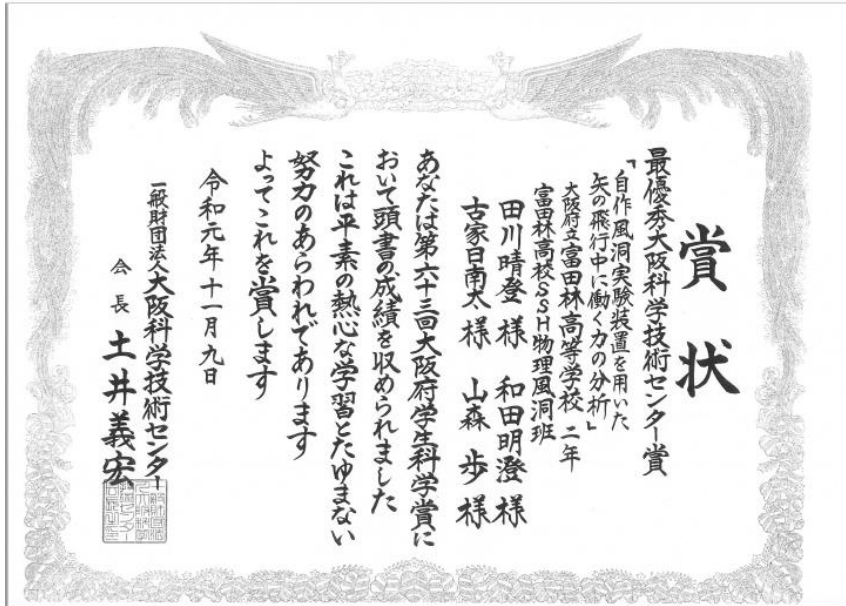 賞状
最優秀大阪科学技術センター賞
「自作風洞実験装置を用いた
矢の飛行中に働く力の分析」
大阪府立富田林高等学校 二年
富田林高校SSH物理風洞班
田川晴登 様 和田明澄 様
古家日南太 様 山森 歩 様
あなたは第六十三回大阪府学生科学賞に
おいて頭書の成績を収められました
これは平素の熱心な学習とたゆまない
努力のあらわれであります
よってこれを賞します
令和元年十一月九日
一般財団法人大阪科学技術センター
会長 土井義宏